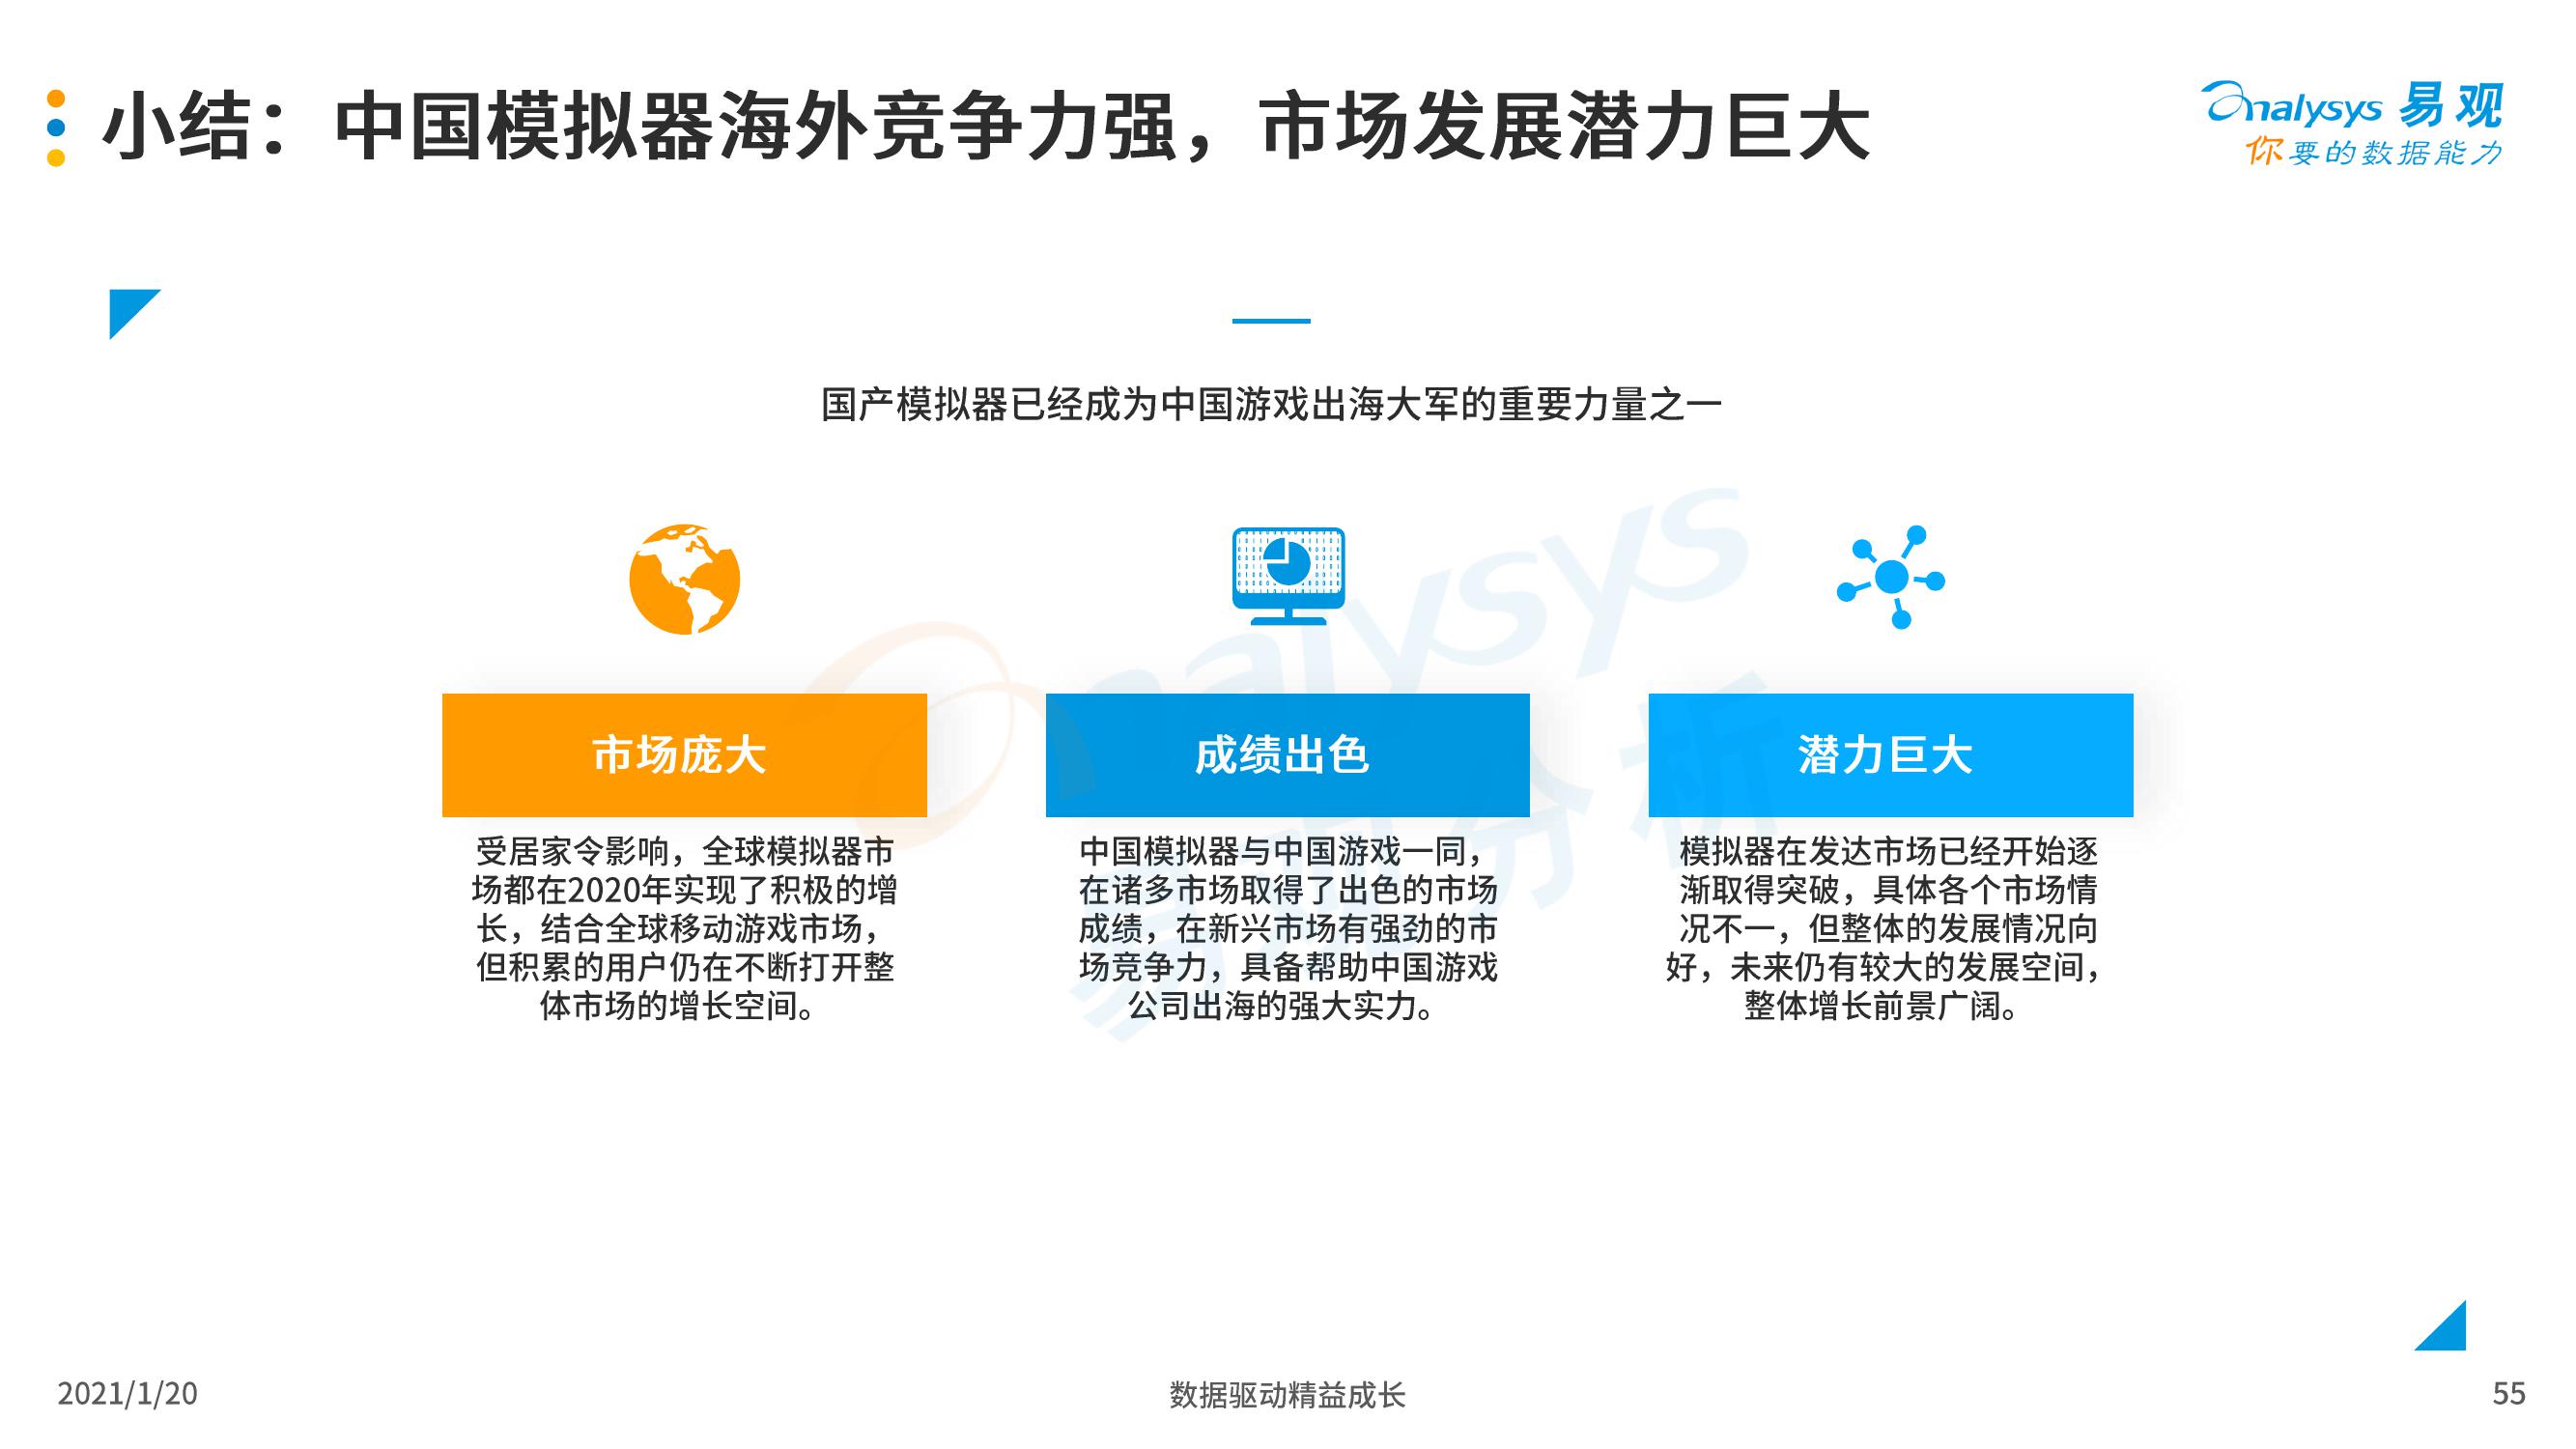 小结：中国模拟器海外竞争力强，市场发展潜力巨大
analysys 易观
你要的数据能力
国产模拟器已经成为中国游戏出海大军的重要力量之一
市场庞大
受居家令影响，全球模拟器市
场都在2020年实现了积极的增
长，结合全球移动游戏市场，
但积累的用户仍在不断打开整
体市场的增长空间。
成绩出色
中国模拟器与中国游戏一同，
在诸多市场取得了出色的市场
成绩，在新兴市场有强劲的市
场竞争力，具备帮助中国游戏
公司出海的强大实力。
潜力巨大
模拟器在发达市场已经开始逐
渐取得突破，具体各个市场情
况不一，但整体的发展情况向
好，未来仍有较大的发展空间，
整体增长前景广阔。
analysys
易观分析
2021/1/20
数据驱动精益成长
55